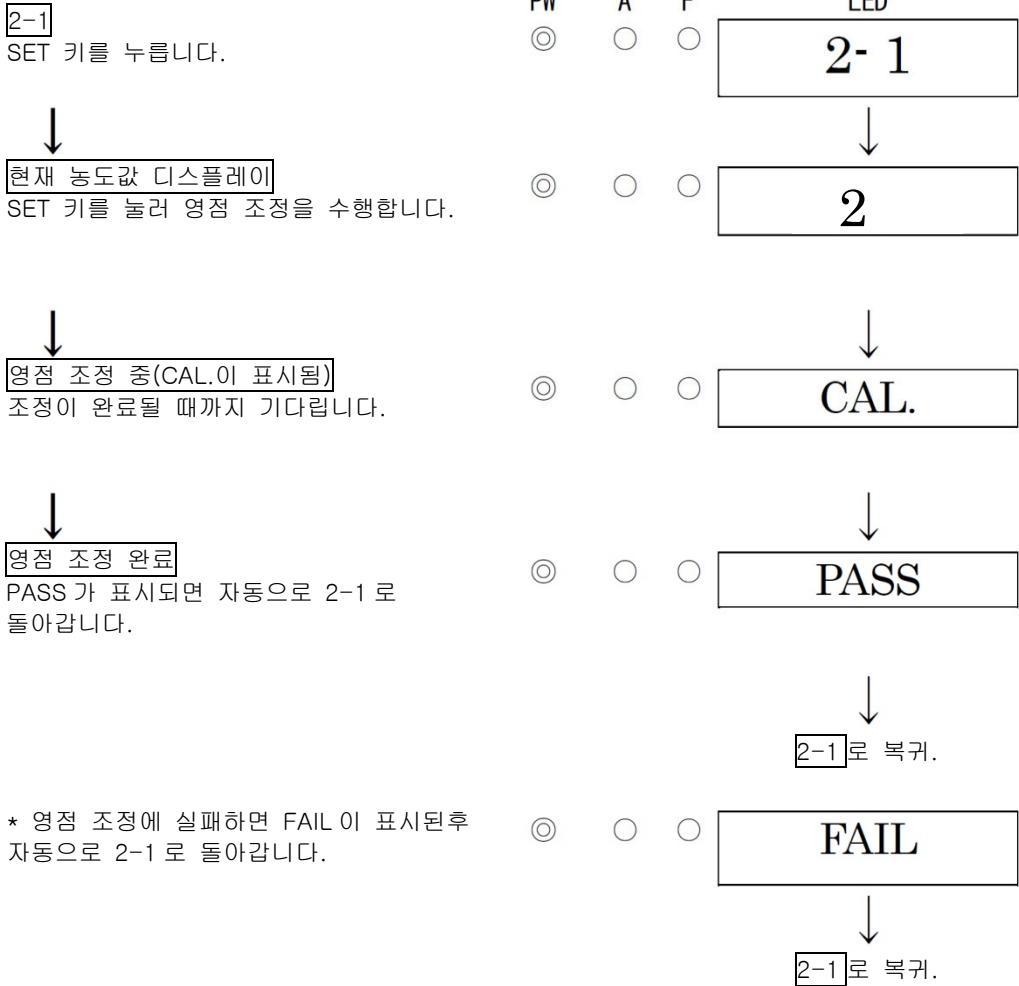 PW A F LED
2-1
SET 키를 누릅니다.
2- 1
현재 농도값 디스플레이
SET 키를 눌러 영점 조정을 수행합니다.
2
영점 조정 중(CAL.이 표시됨)
조정이 완료될 때까지 기다립니다.
CAL.
영점 조정 완료
PASS 가 표시되면 자동으로 2-1 로
돌아갑니다.
PASS
2-1로 복귀.
* 영점 조정에 실패하면 FAIL 이 표시된후
자동으로 2-1 로 돌아갑니다.
FAIL
2-1로 복귀.